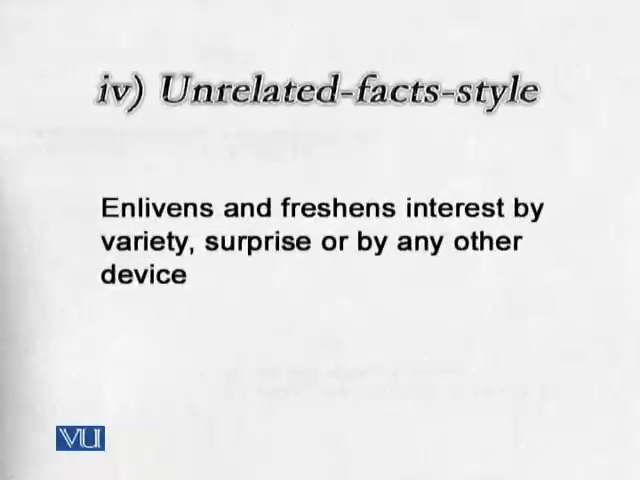 iv) Unrelated-facts-style
Enlivens and freshens interest by
variety, surprise or by any other
device
VU